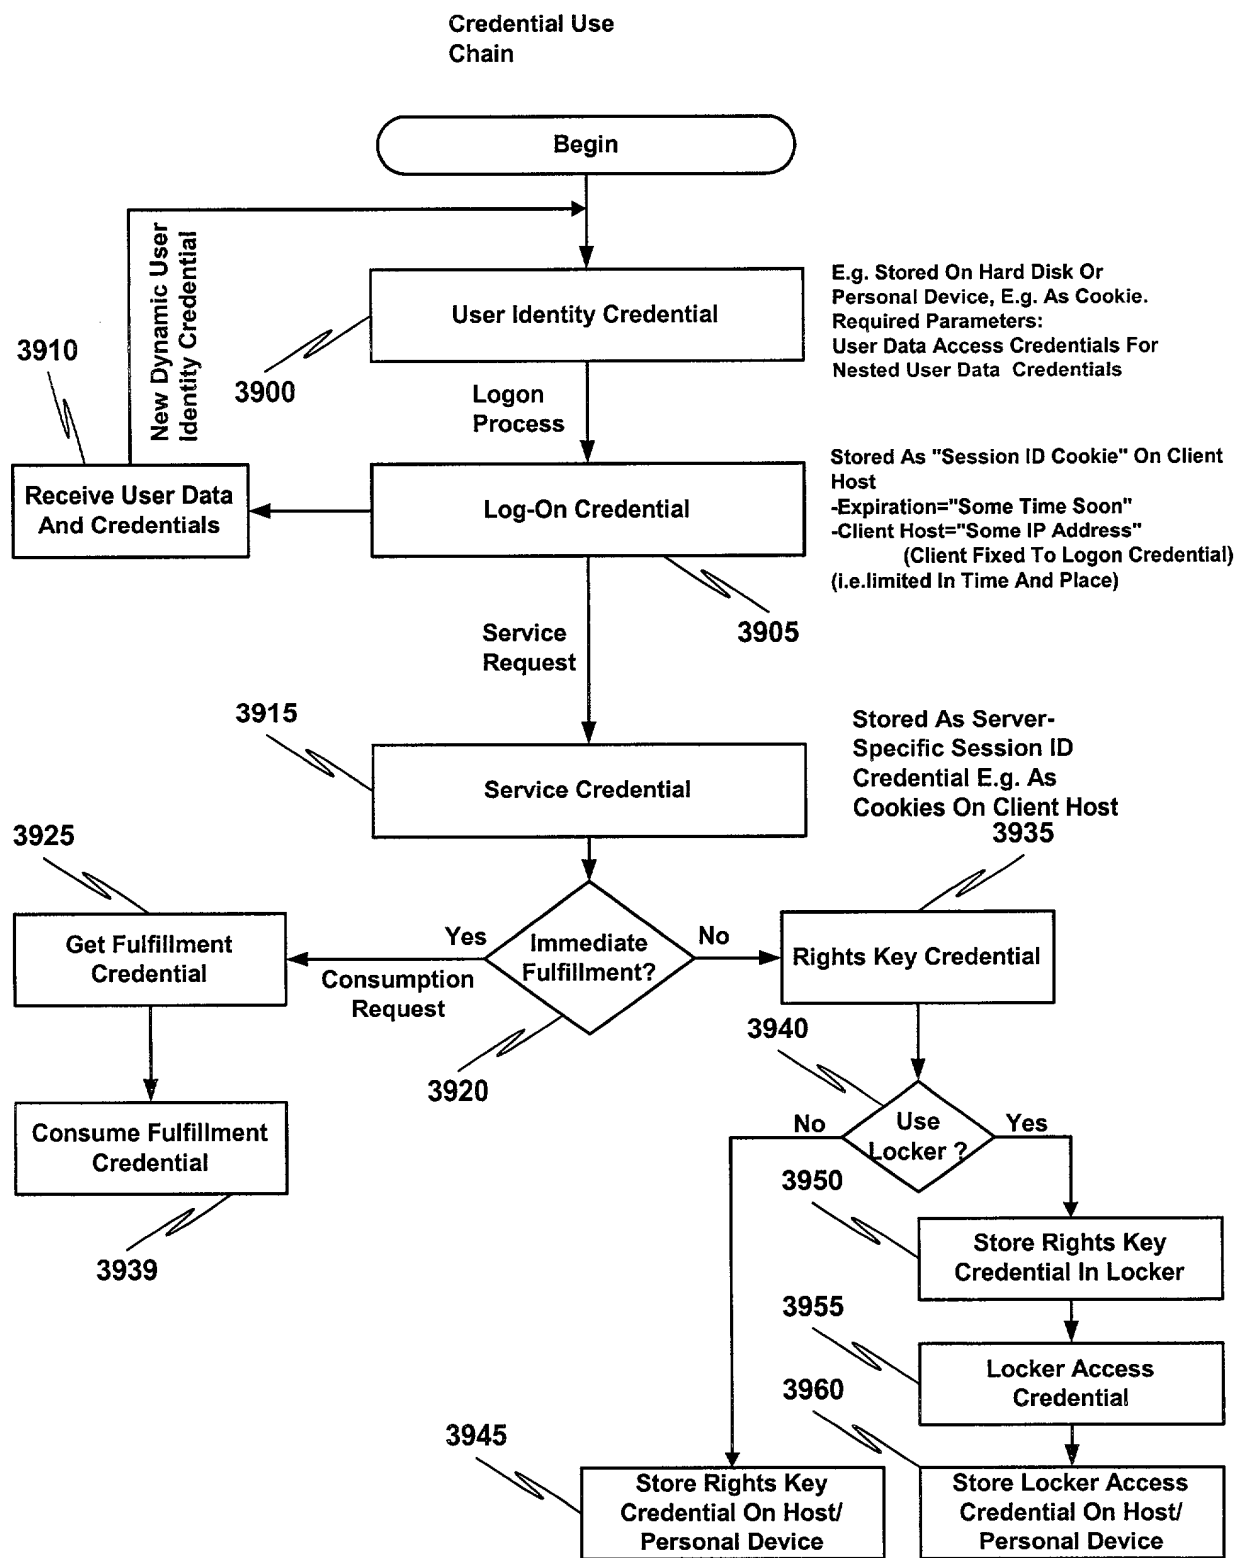 Credential Use
Chain
Begin
New Dynamic User
Identity Credential
User Identity Credential
E.g. Stored On Hard Disk Or
Personal Device, E.g. As Cookie.
Required Parameters:
User Data Access Credentials For
Nested User Data Credentials
3910
3900
Logon
Process
Receive User Data
And Credentials
Log-On Credential
Stored As "Session ID Cookie" On Client
Host
-Expiration="Some Time Soon"
-Client Host="Some IP Address"
(Client Fixed To Logon Credential)
(i.e.limited In Time And Place)
3905
Service
Request
3915
Service Credential
Stored As Server-
Specific Session ID
Credential E.g. As
Cookies On Client Host
3925
3935
Get Fulfillment
Credential
Yes
Consumption
Request
Immediate
Fulfillment?
No
Rights Key Credential
3920
3940
Consume Fulfillment
Credential
No
Use
Locker ?
Yes
3939
3950
Store Rights Key
Credential In Locker
3955
Locker Access
Credential
3960
3945
Store Rights Key
Credential On Host/
Personal Device
Store Locker Access
Credential On Host/
Personal Device